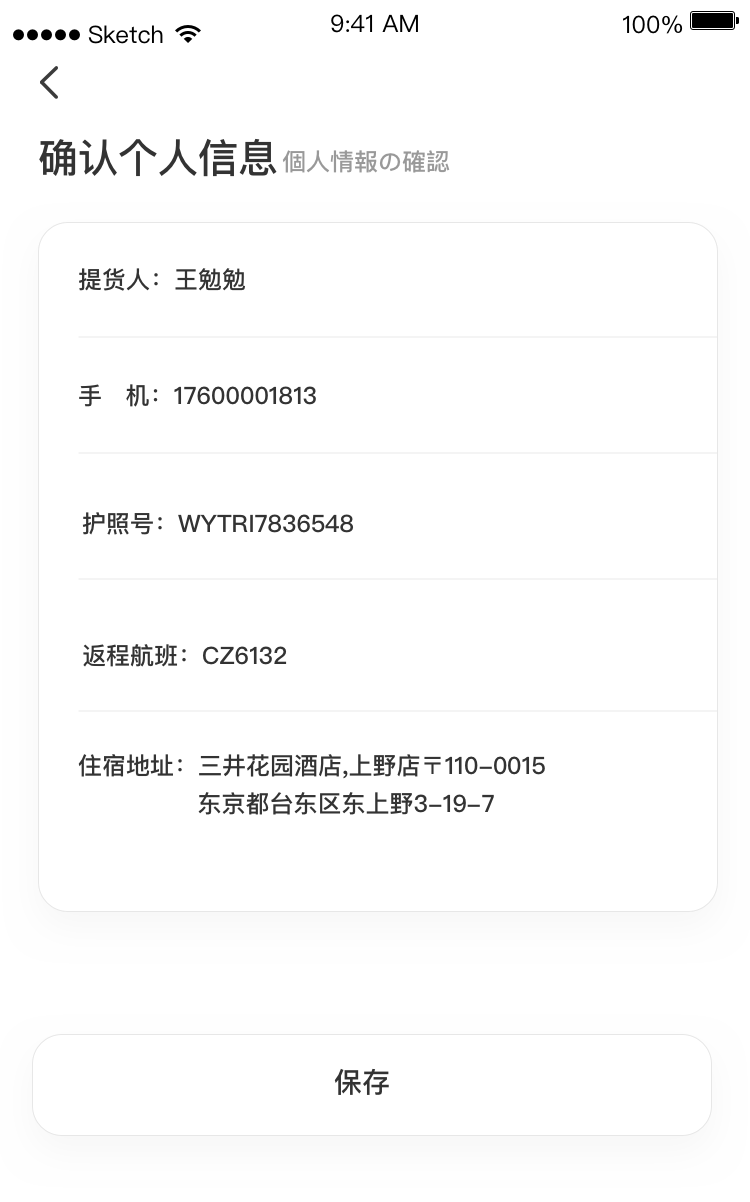 Sketch 9:41 AM 100%
确认个人信息 個人情報の確認
提货人：王勉勉
手　机：17600001813
护照号：WYTRI7836548
返程航班：CZ6132
住宿地址：三井花园酒店,上野店〒110-0015
东京都台东区东上野3-19-7
保存